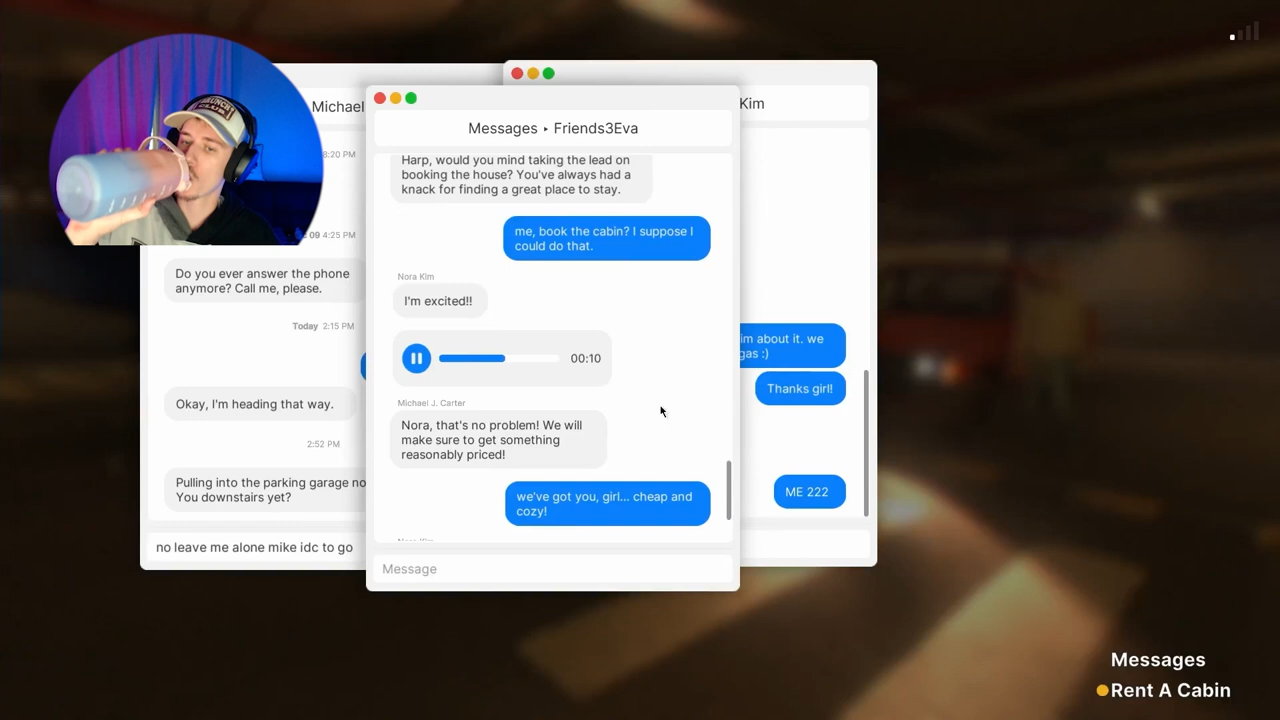 Michael
8:20 PM
09 4:25 PM
Do you ever answer the phone
anymore? Call me, please.
Today 2:15 PM
Okay, I'm heading that way.
2:52 PM
Pulling into the parking garage no
You downstairs yet?
no leave me alone mike idc to go
Messages ▸ Friends3Eva
Harp, would you mind taking the lead on
booking the house? You've always had a
knack for finding a great place to stay.
me, book the cabin? I suppose I
could do that.
Nora Kim
I'm excited!!
00:10
Michael J. Carter
Nora, that's no problem! We will
make sure to get something
reasonably priced!
we've got you, girl... cheap and
cozy!
Message
Kim
im about it. we
gas :)
Thanks girl!
ME 222
Messages
Rent A Cabin